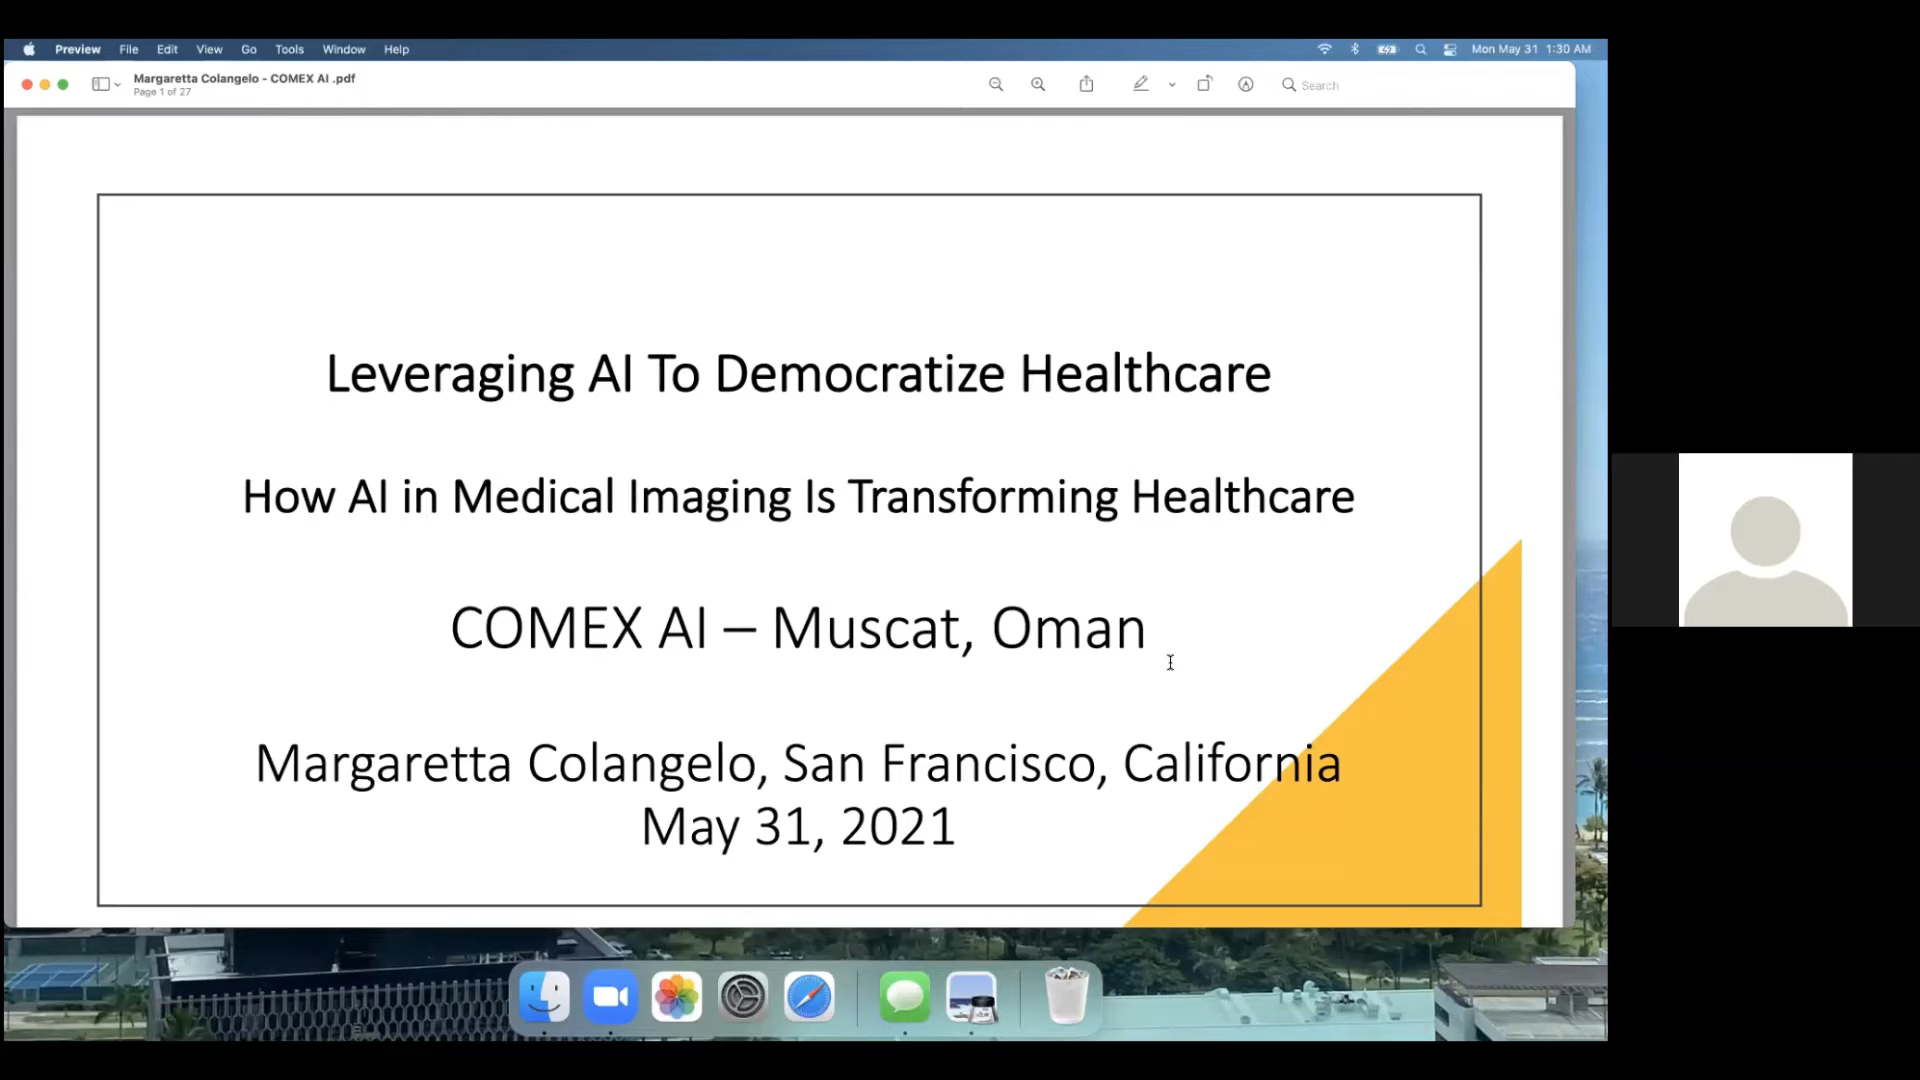 Preview File Edit View Go Tools Window Help Mon May 31 1:30 AM
Margaretta Colangelo - COMEX AI .pdf
Page 1 of 27
Search
Leveraging AI To Democratize Healthcare
How AI in Medical Imaging Is Transforming Healthcare
COMEX AI – Muscat, Oman
Margaretta Colangelo, San Francisco, California
May 31, 2021